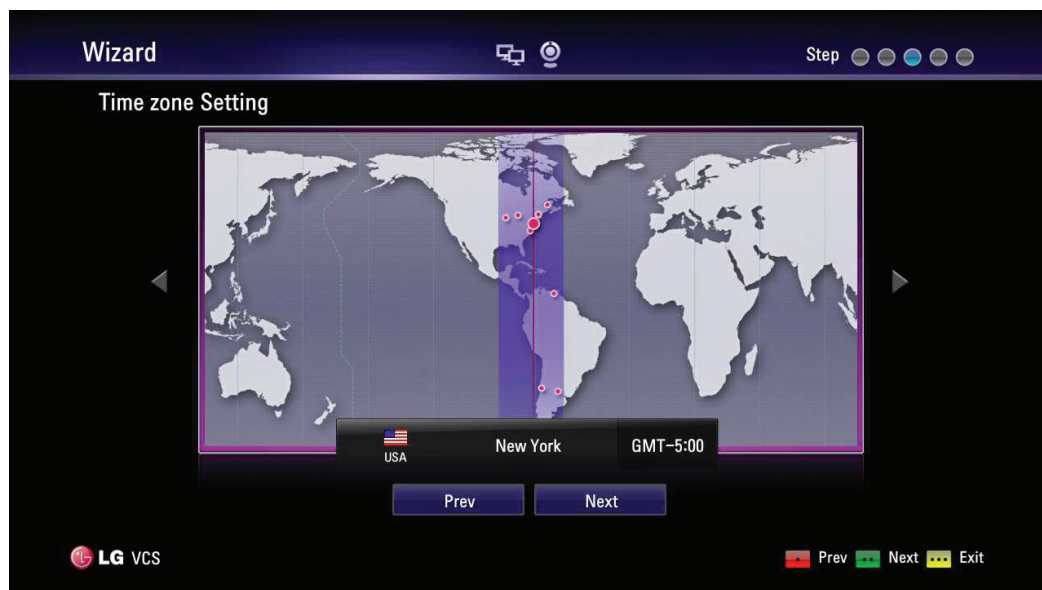 Wizard
Step
Time zone Setting
USA
New York
GMT-5:00
Prev
Next
LG VCS
Prev
Next
Exit